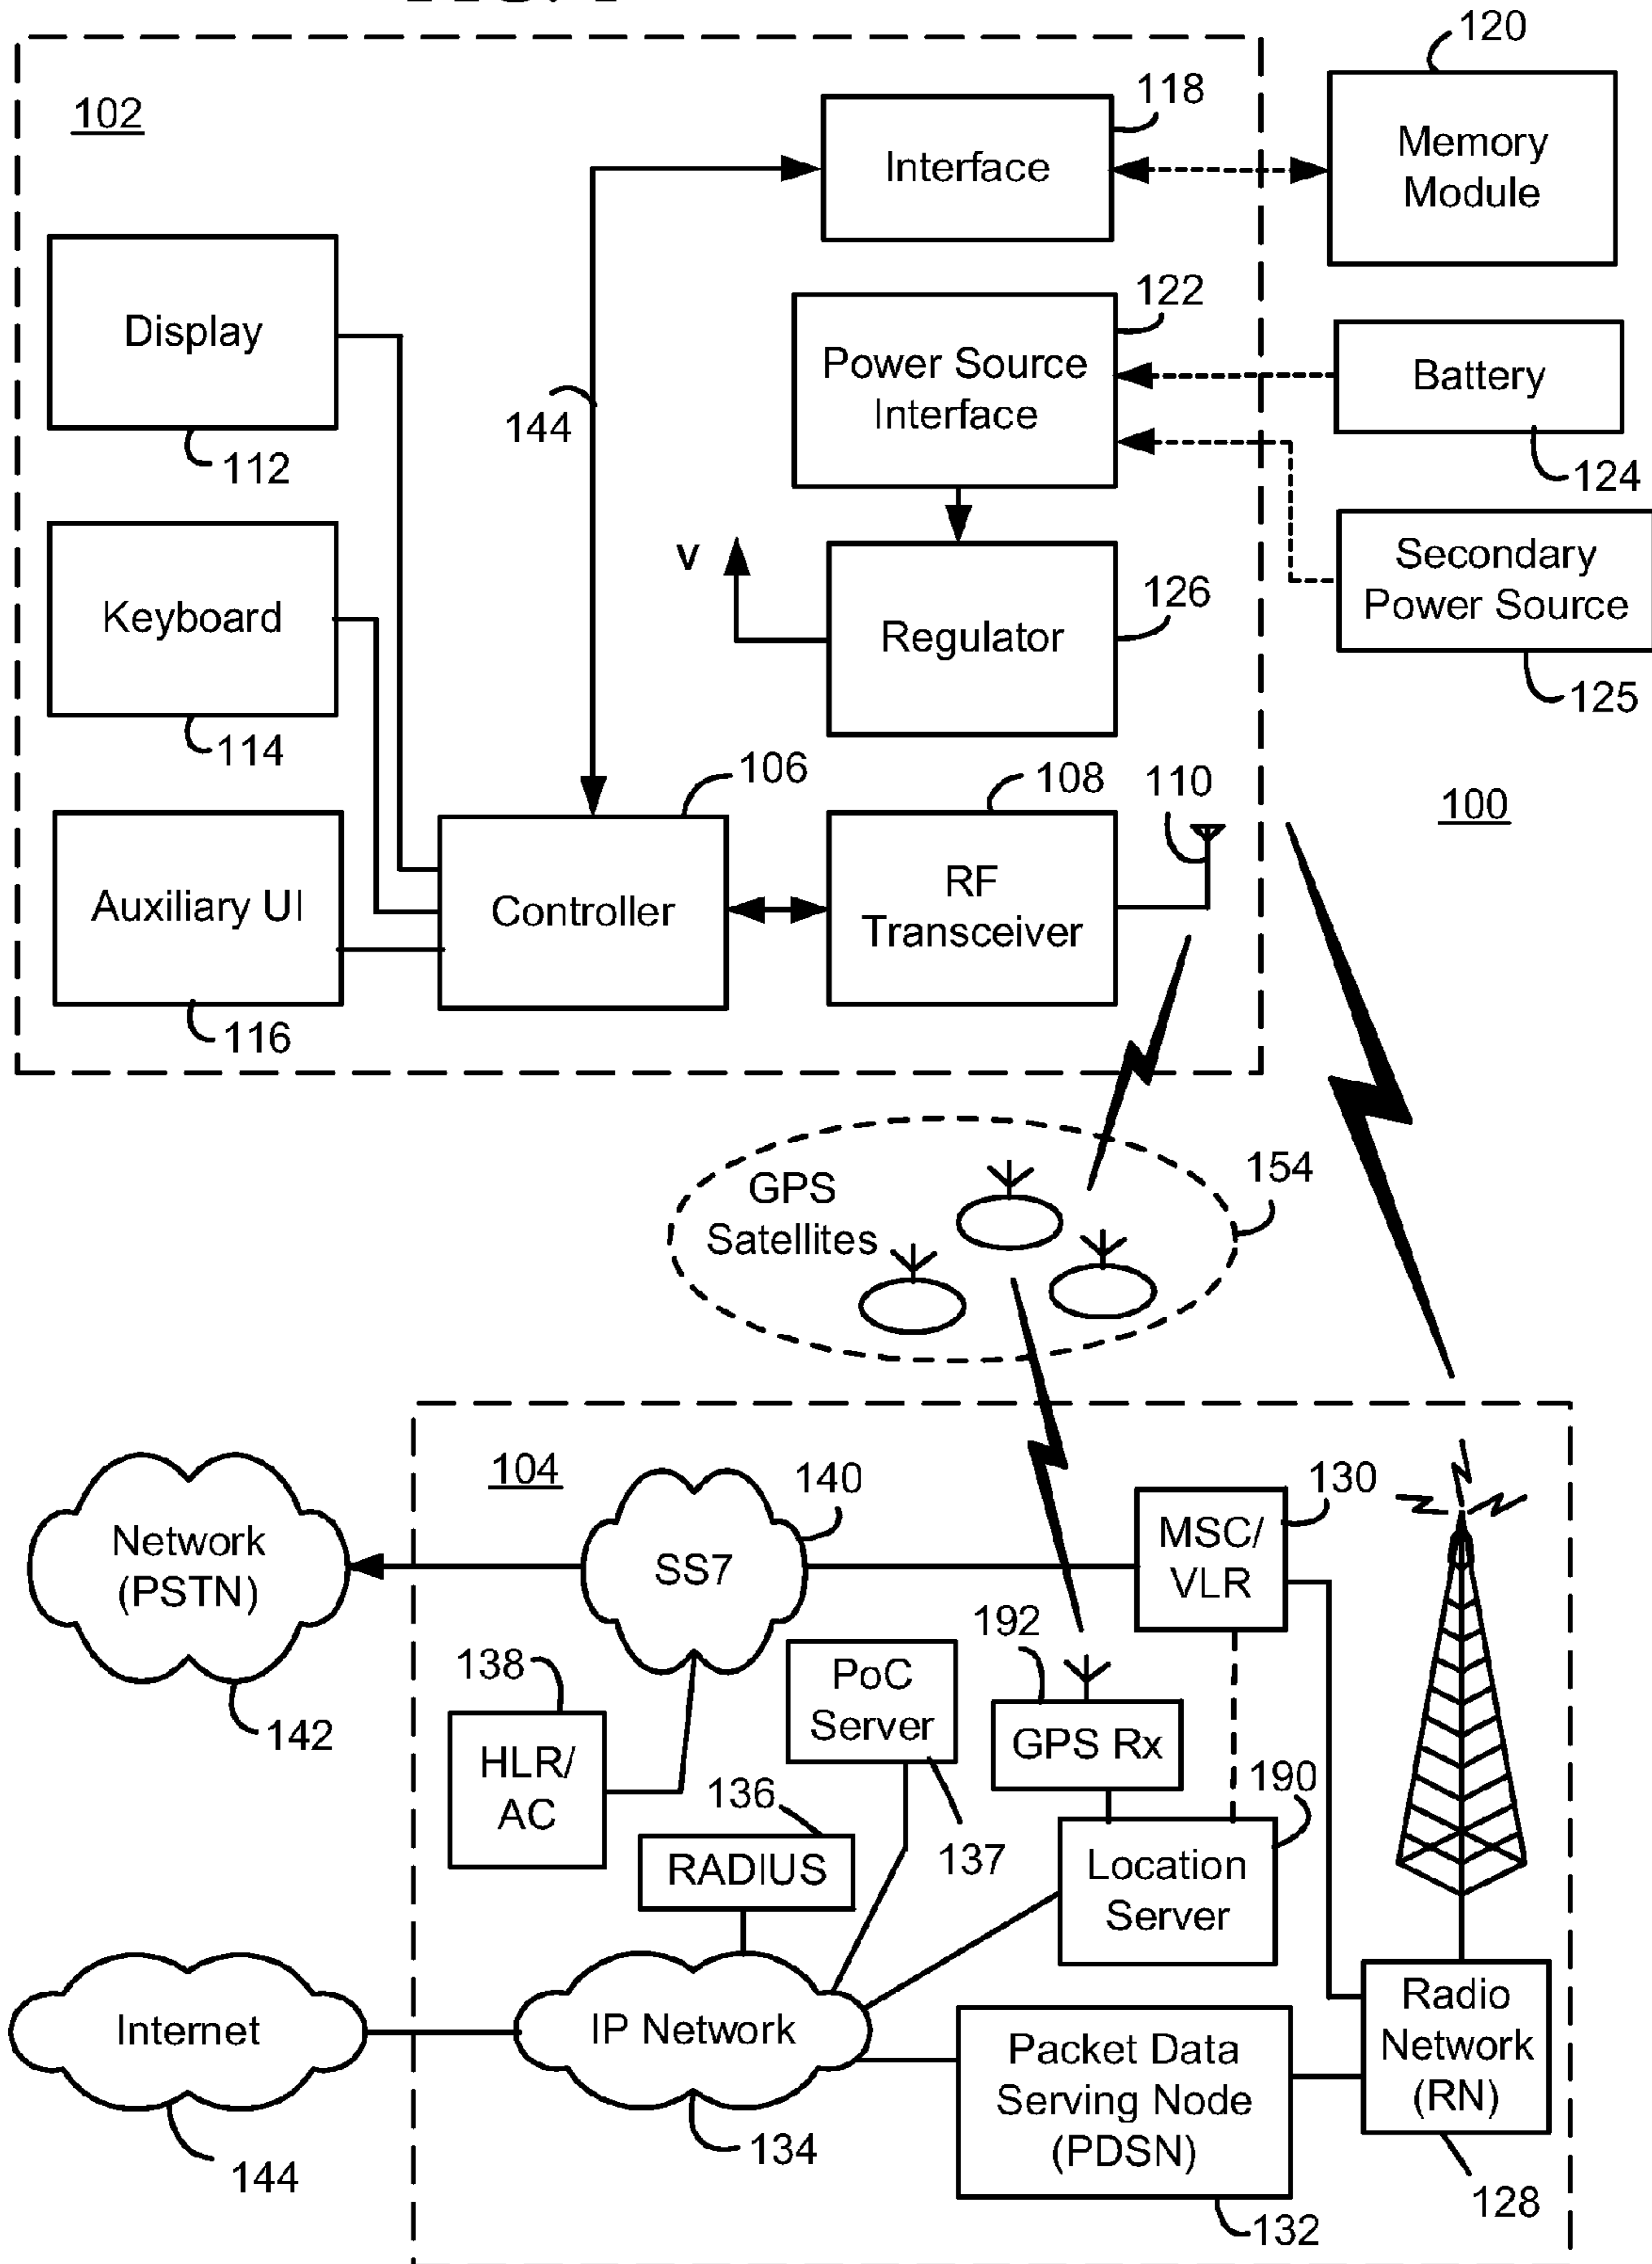 120
102
118
Interface
Memory
Module
122
Display
Power Source
Interface
Battery
144
112
124
V
Secondary
Power Source
126
Keyboard
Regulator
125
114
106
108
110
100
Auxiliary UI
Controller
RF
Transceiver
116
GPS
Satellites
154
104
140
130
Network
(PSTN)
SS7
MSC/
VLR
192
138
PoC
Server
142
GPS Rx
HLR/
AC
136
190
137
RADIUS
Location
Server
Internet
IP Network
Radio
Network
(RN)
Packet Data
Serving Node
(PDSN)
134
144
128
132